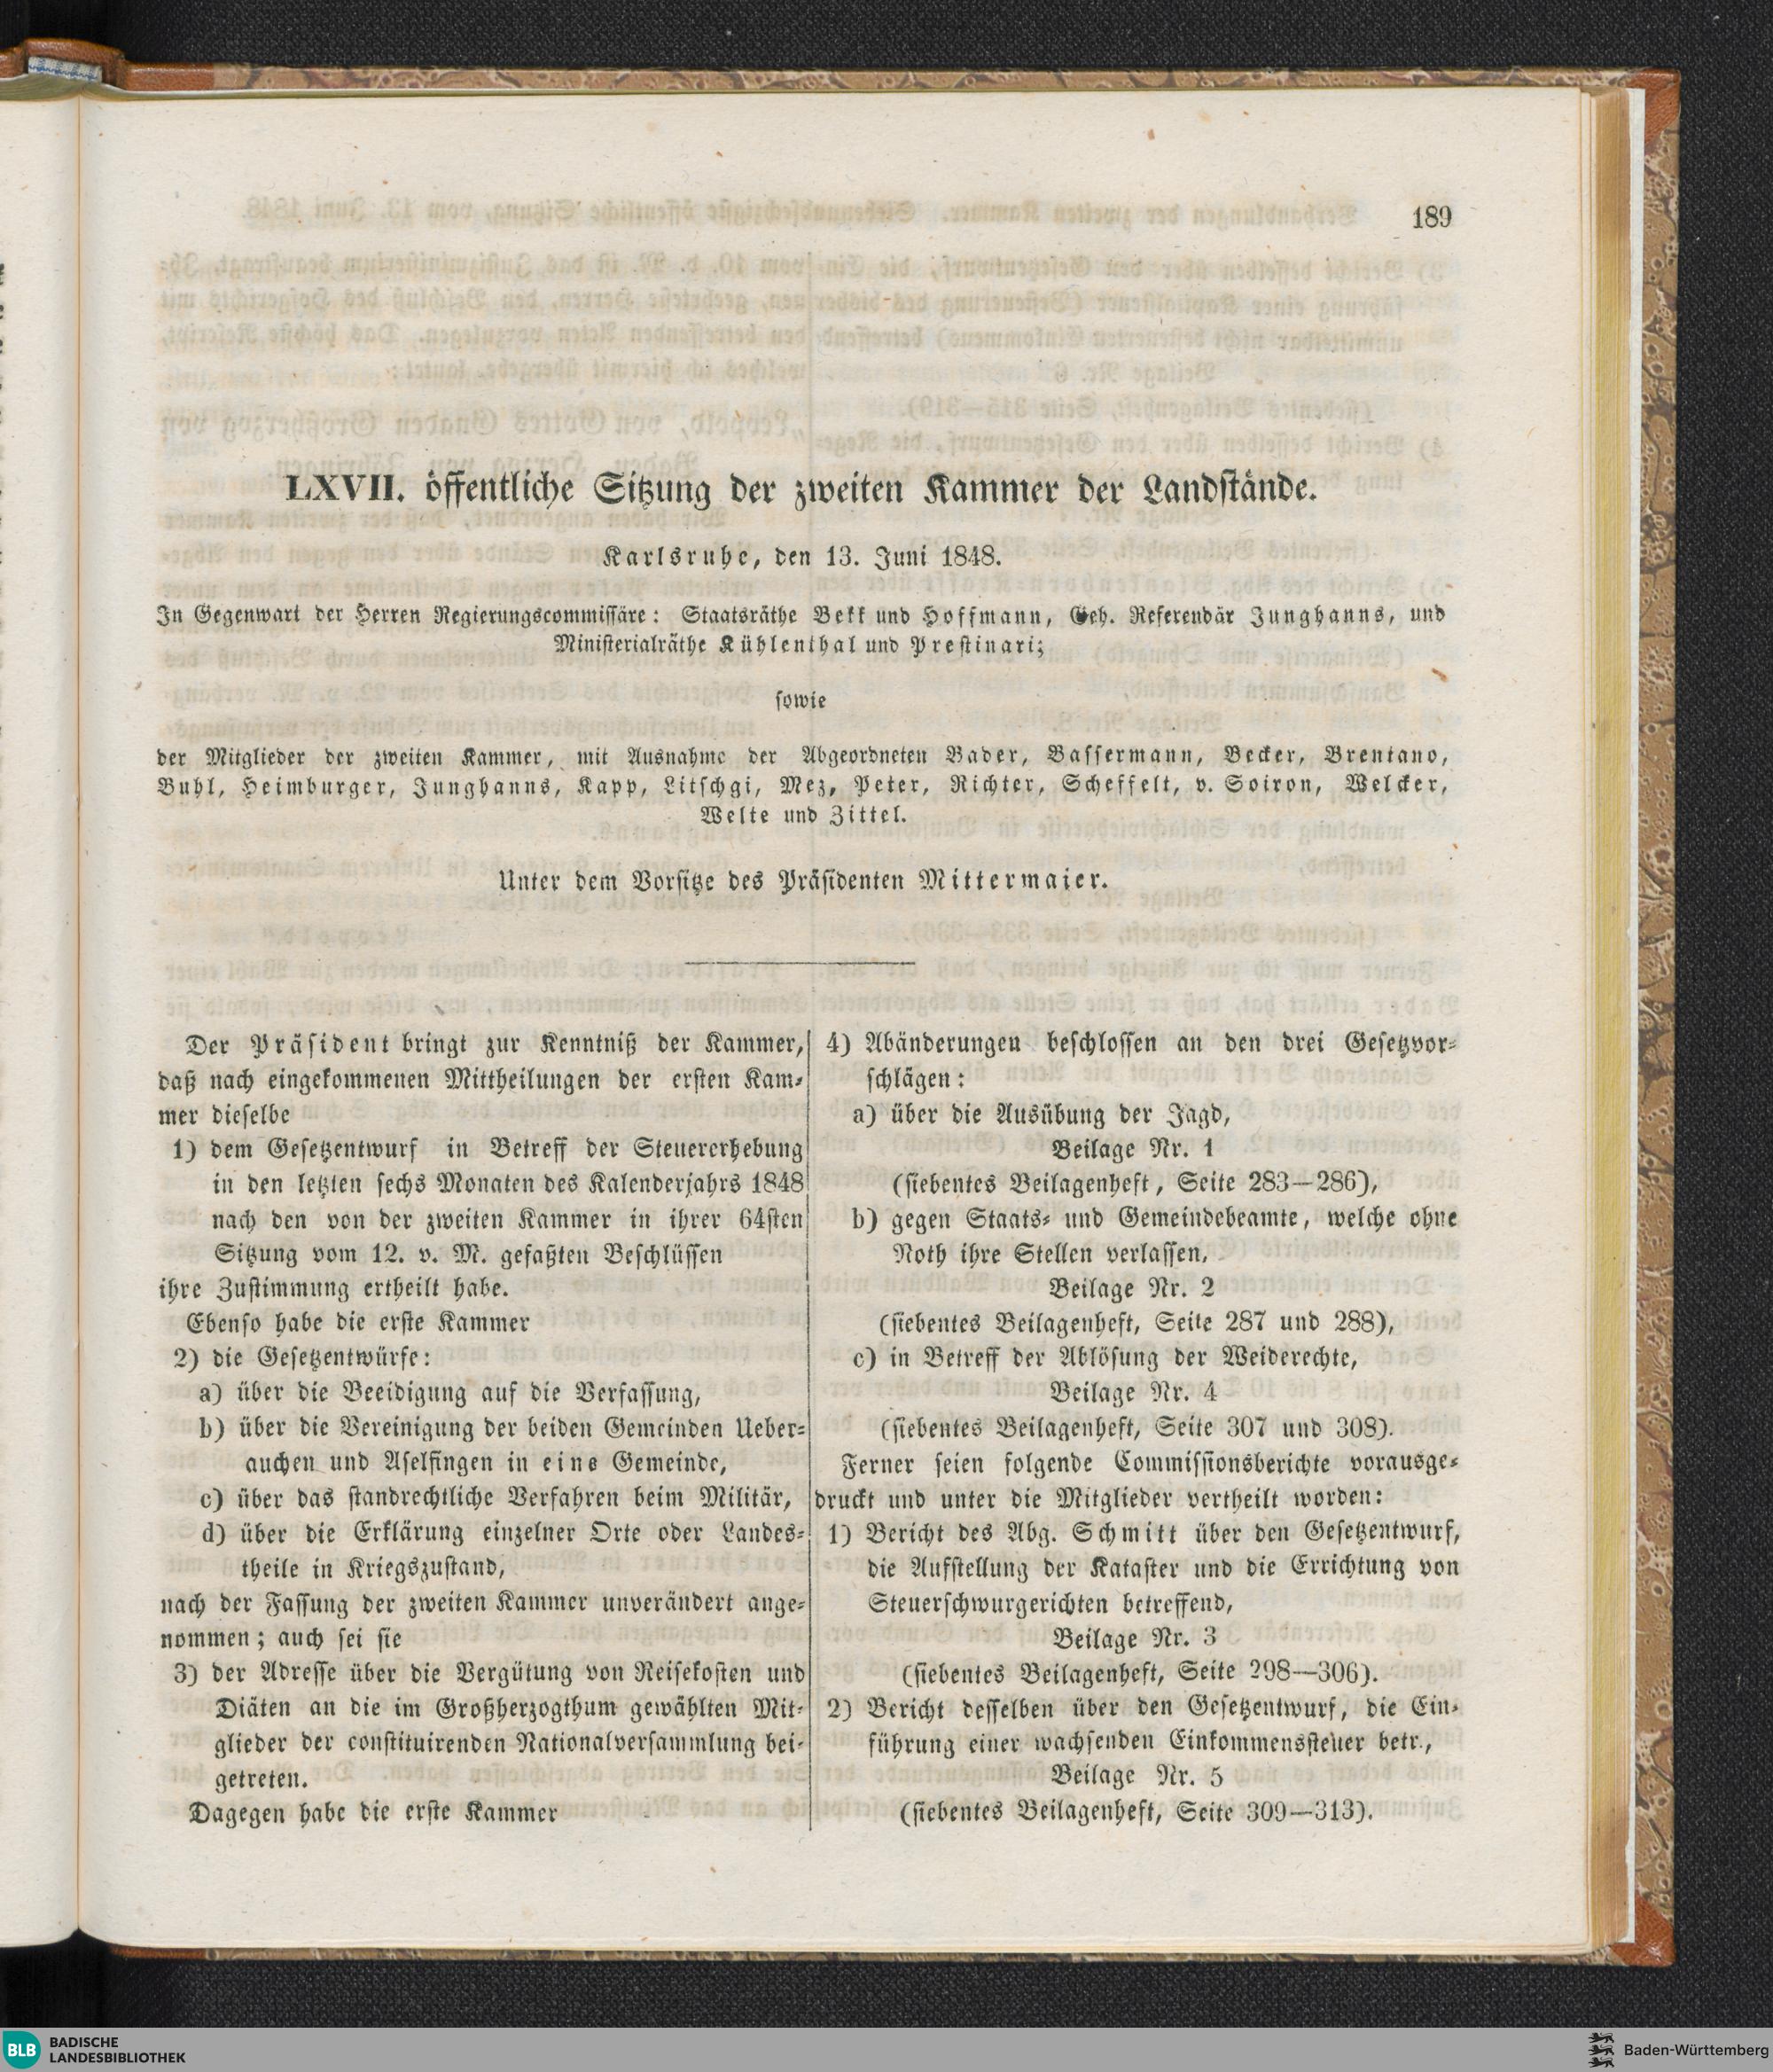 189
LXVII. öffentliche Sitzung der zweiten Kammer der Landstände.
Karlsruhe, den 13. Juni 1848.
In Gegenwart der Herren Regierungscommissäre: Staatsräthe Bekk und Hoffmann, Geh. Referendär Junghanns, und
Ministerialräthe Kühlenthal und Prestinari;
sowie
der Mitglieder der zweiten Kammer, mit Ausnahme der Abgeordneten Bader, Bassermann, Becker, Brentano,
Buhl, Heimburger, Junghanns, Kapp, Litschgi, Mez, Peter, Richter, Scheffelt, v. Soiron, Welcker,
Welte und Zittel.
Unter dem Vorsitze des Präsidenten Mittermaier.
Der Präsident bringt zur Kenntniß der Kammer,
daß nach eingekommenen Mittheilungen der ersten Kam-
mer dieselbe
1) dem Gesetzentwurf in Betreff der Steuererhebung
in den letzten sechs Monaten des Kalenderjahrs 1848
nach den von der zweiten Kammer in ihrer 64sten
Sitzung vom 12. v. M. gefaßten Beschlüssen
ihre Zustimmung ertheilt habe.
Ebenso habe die erste Kammer
2) die Gesetzentwürfe:
a) über die Beeidigung auf die Verfassung,
b) über die Vereinigung der beiden Gemeinden Ueber-
auchen und Aselfingen in eine Gemeinde,
c) über das standrechtliche Verfahren beim Militär,
d) über die Erklärung einzelner Orte oder Landes-
theile in Kriegszustand,
nach der Fassung der zweiten Kammer unverändert ange-
nommen; auch sei sie
3) der Adresse über die Vergütung von Reisekosten und
Diäten an die im Großherzogthum gewählten Mit-
glieder der constituirenden Nationalversammlung bei-
getreten.
Dagegen habe die erste Kammer
4) Abänderungen beschlossen an den drei Gesetzvor-
schlägen:
a) über die Ausübung der Jagd,
Beilage Nr. 1
(siebentes Beilagenheft, Seite 283—286),
b) gegen Staats- und Gemeindebeamte, welche ohne
Noth ihre Stellen verlassen,
Beilage Nr. 2
(siebentes Beilagenheft, Seite 287 und 288),
c) in Betreff der Ablösung der Weiderechte,
Beilage Nr. 4
(siebentes Beilagenheft, Seite 307 und 308).
Ferner seien folgende Commissionsberichte vorausge-
druckt und unter die Mitglieder vertheilt worden:
1) Bericht des Abg. Schmitt über den Gesetzentwurf,
die Aufstellung der Kataster und die Errichtung von
Steuerschwurgerichten betreffend,
Beilage Nr. 3
(siebentes Beilagenheft, Seite 298—306).
2) Bericht desselben über den Gesetzentwurf, die Ein-
führung einer wachsenden Einkommenssteuer betr.,
Beilage Nr. 5
(siebentes Beilagenheft, Seite 309—313).
BLB BADISCHE
LANDESBIBLIOTHEK
Baden-Württemberg